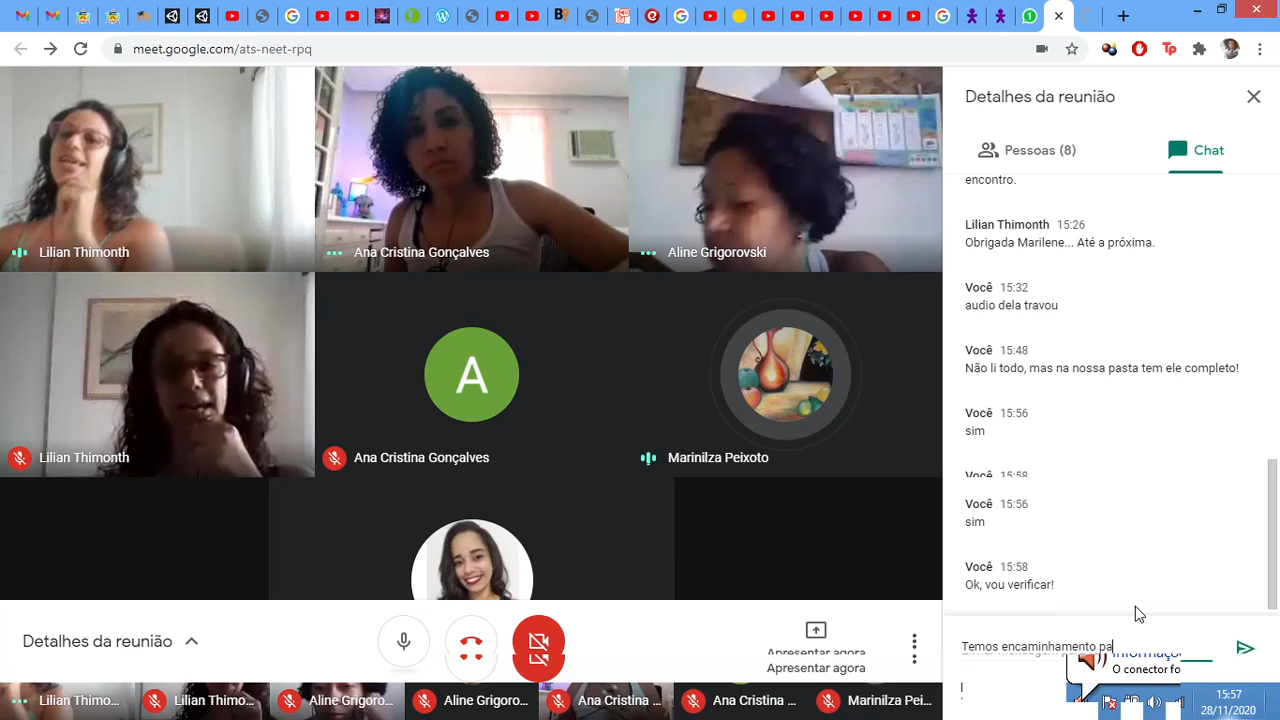 meet.google.com/ats-neet-rpq
Lilian Thimonth
Ana Cristina Gonçalves
Aline Grigorovski
Lilian Thimonth
A
Ana Cristina Gonçalves
Marinilza Peixoto
Detalhes da reunião
Apresentar agora
Apresentar agora
Lilian Thimo...
Lilian Thimo...
Aline Grigoro...
Aline Grigoro...
Ana Cristina ...
Ana Cristina ...
Marinilza Pei...
Detalhes da reunião
Pessoas (8)
Chat
encontro.
Lilian Thimonth 15:26
Obrigada Marilene... Até a próxima.
Você 15:32
audio dela travou
Você 15:48
Não li todo, mas na nossa pasta tem ele completo!
Você 15:56
sim
Você 15:58
Você 15:56
sim
Você 15:58
Ok, vou verificar!
Temos encaminhamento pa
O conector fo
15:57
28/11/2020